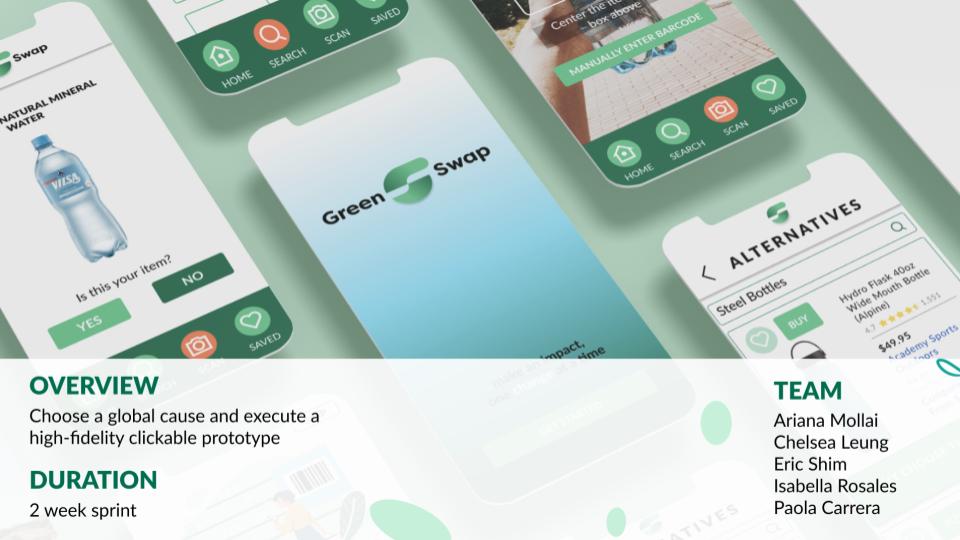 Swap
NATURAL MINERAL
WATER
VILSA
Is this your item?
YES
NO
SCAN
SAVED
HOME
SEARCH
SCAN
SAVED
Green Swap
make an impact,
one change at a time
Center the
box above
MANUALLY ENTER BARCODE
HOME
SEARCH
SCAN
SAVED
ALTERNATIVES
Steel Bottles
BUY
Hydro Flask 40oz
Wide Mouth Bottle
(Alpine)
4.7 1,551
$49.95
Academy Sports
OVERVIEW
Choose a global cause and execute a
high-fidelity clickable prototype
DURATION
2 week sprint
TEAM
Ariana Mollai
Chelsea Leung
Eric Shim
Isabella Rosales
Paola Carrera